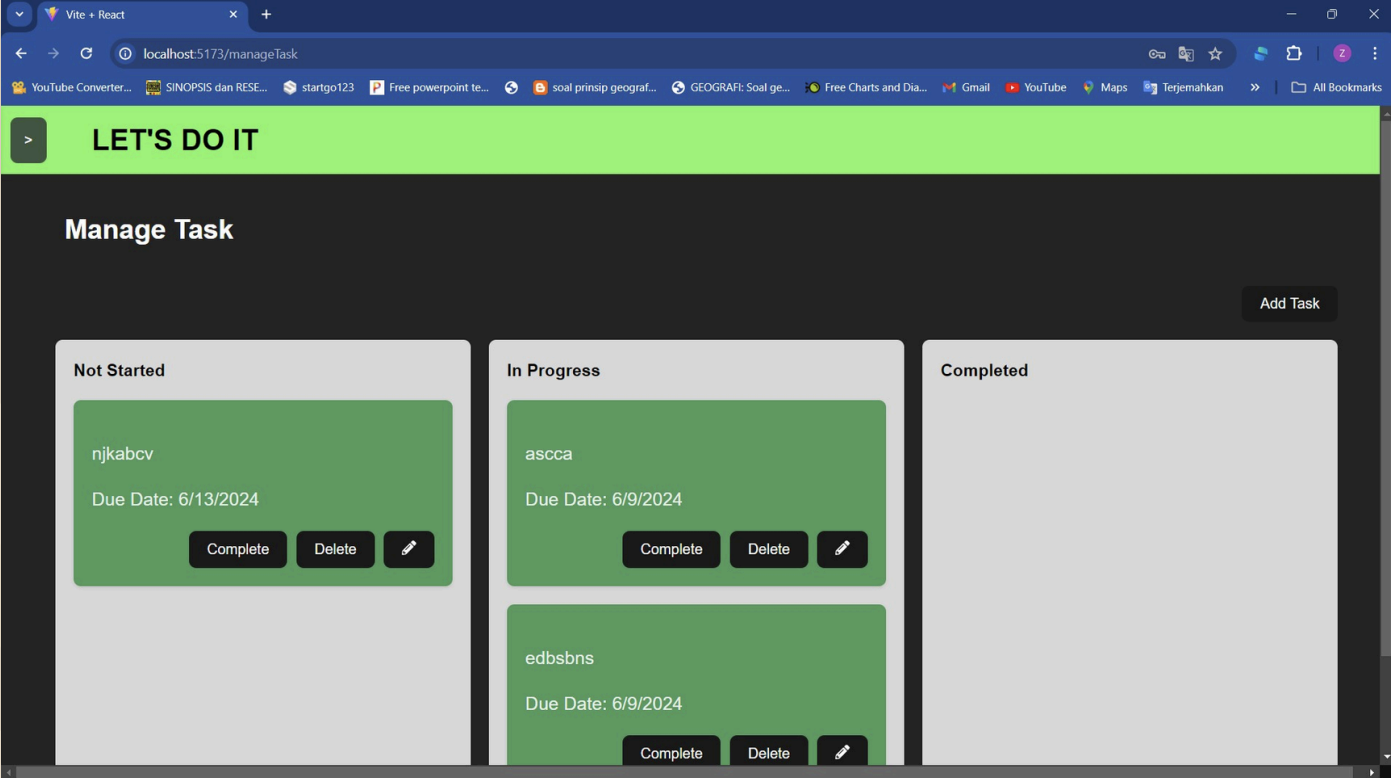 Vite + React
localhost:5173/manageTask
Z
YouTube Converter...
SINOPSIS dan RESE...
startgo123
Free powerpoint te...
soal prinsip geograf...
GEOGRAFI: Soal ge...
Free Charts and Dia...
Gmail
YouTube
Maps
Terjemahkan
»
All Bookmarks
>
LET'S DO IT
Manage Task
Add Task
Not Started
njkabcv
Due Date: 6/13/2024
Complete
Delete
In Progress
ascca
Due Date: 6/9/2024
Complete
Delete
edbsbns
Due Date: 6/9/2024
Complete
Delete
Completed